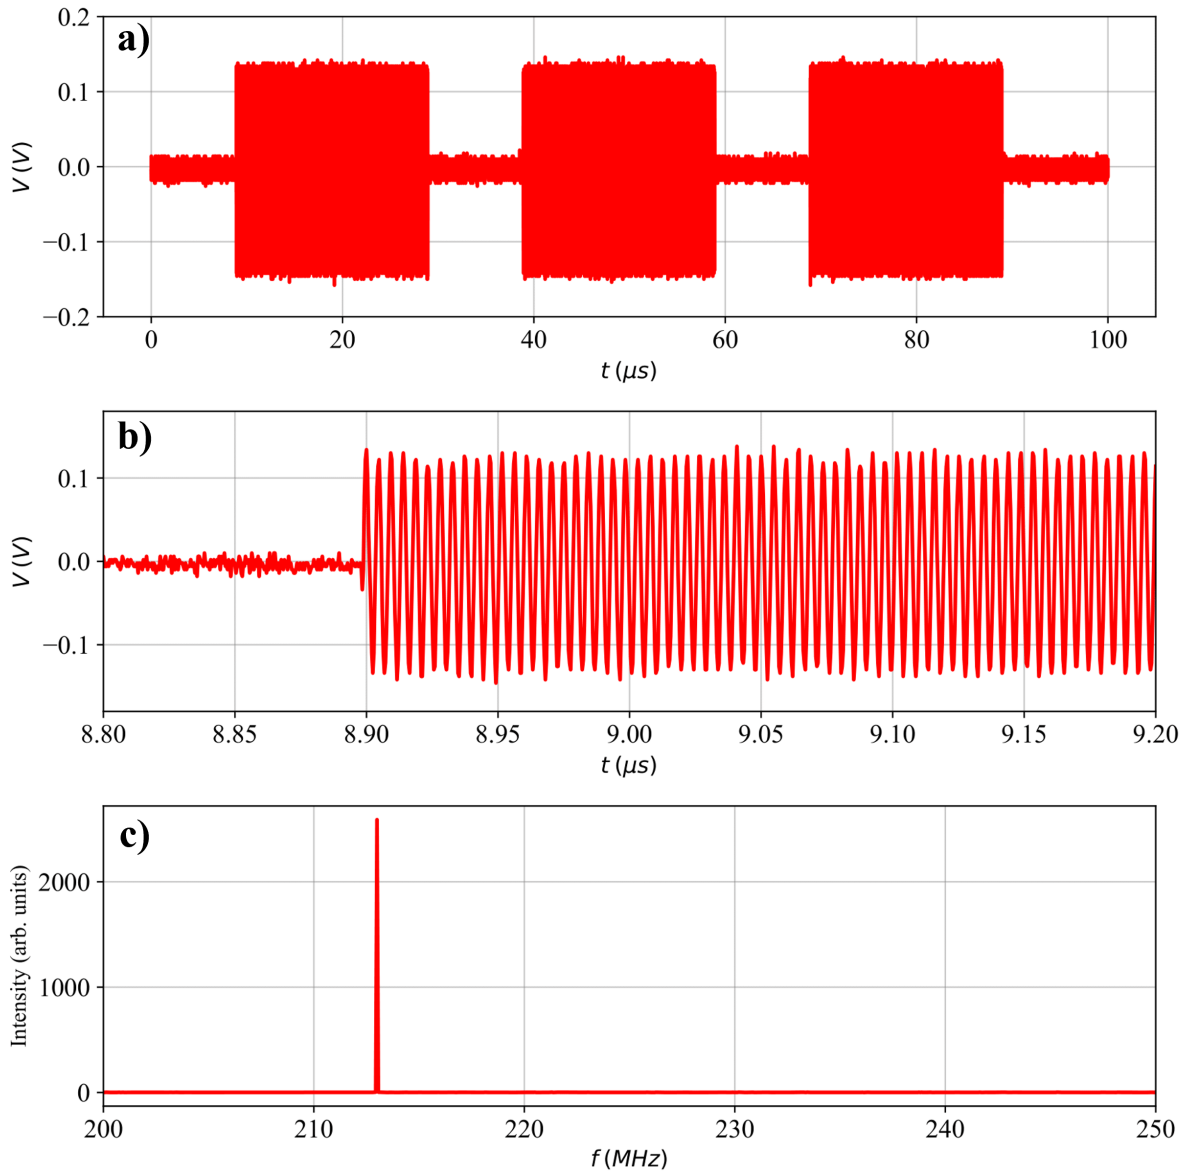 a)
0.2
0.1
0.0
−0.1
−0.2
V (V)
0 20 40 60 80 100
t (μs)
b)
0.1
0.0
−0.1
V (V)
8.80 8.85 8.90 8.95 9.00 9.05 9.10 9.15 9.20
t (μs)
c)
2000
1000
0
Intensity (arb. units)
200 210 220 230 240 250
f (MHz)